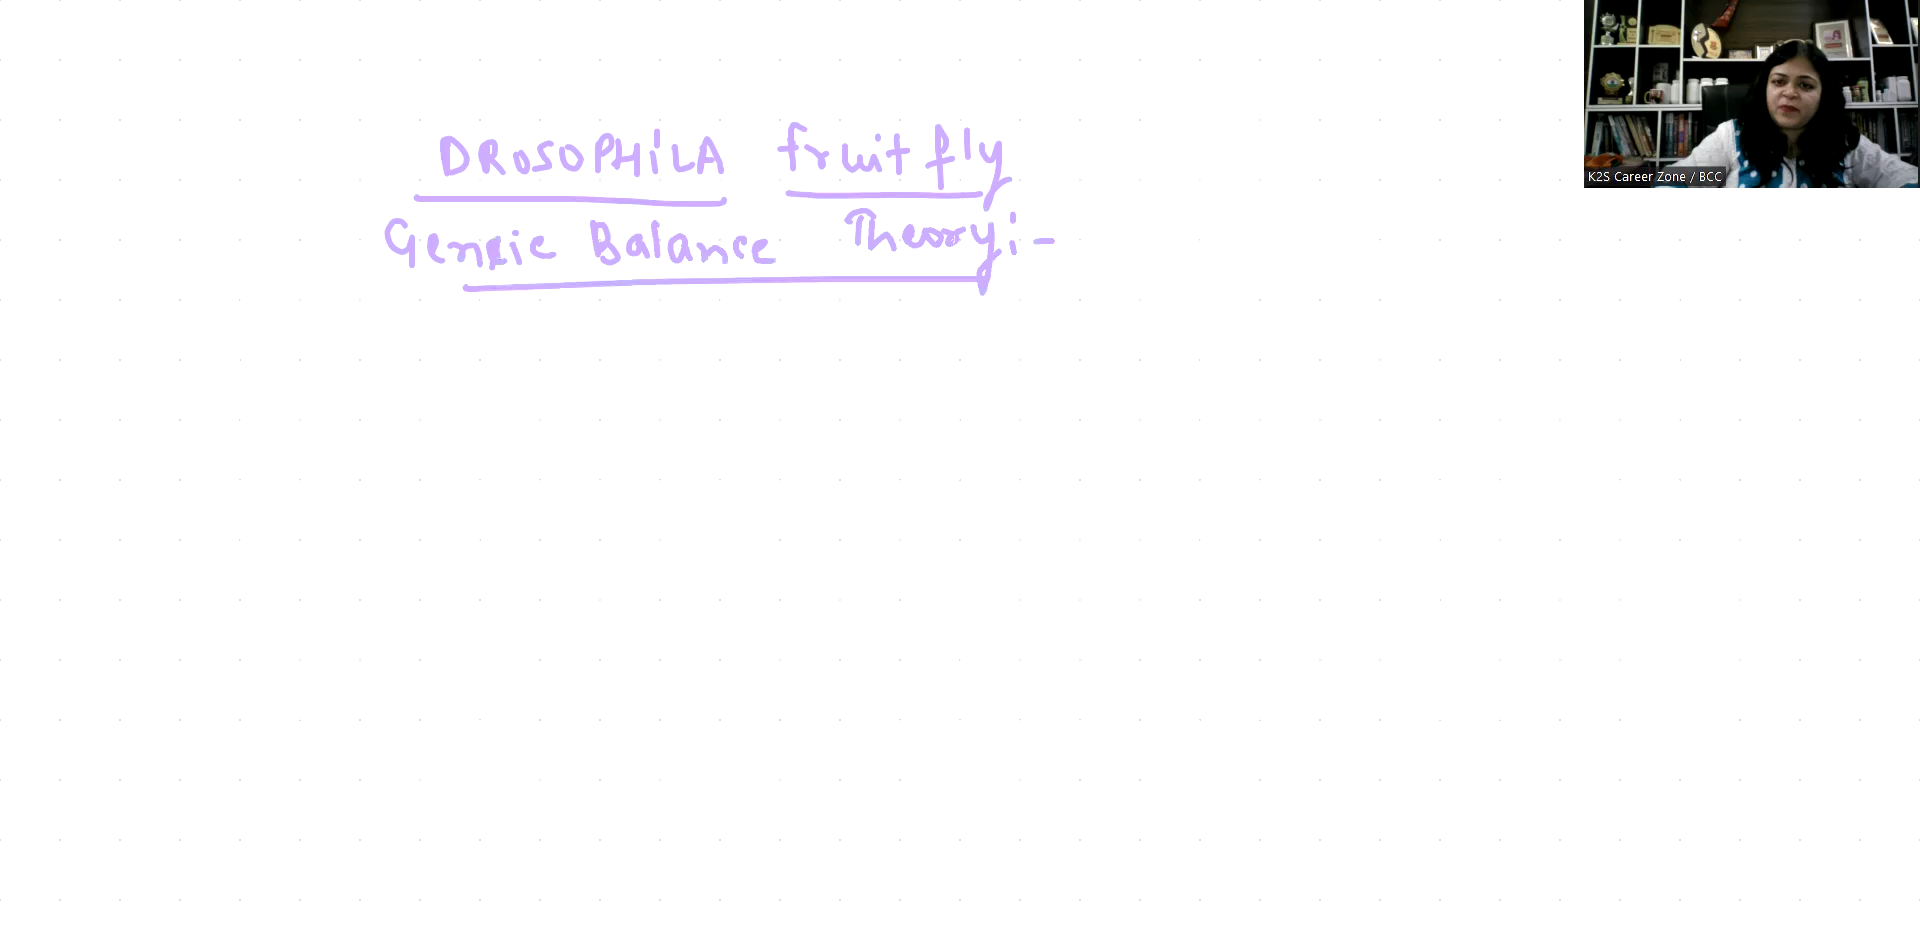 DROSOPHiLA fruit fly
Genic Balance Theory:-
K2S Career Zone / BCC